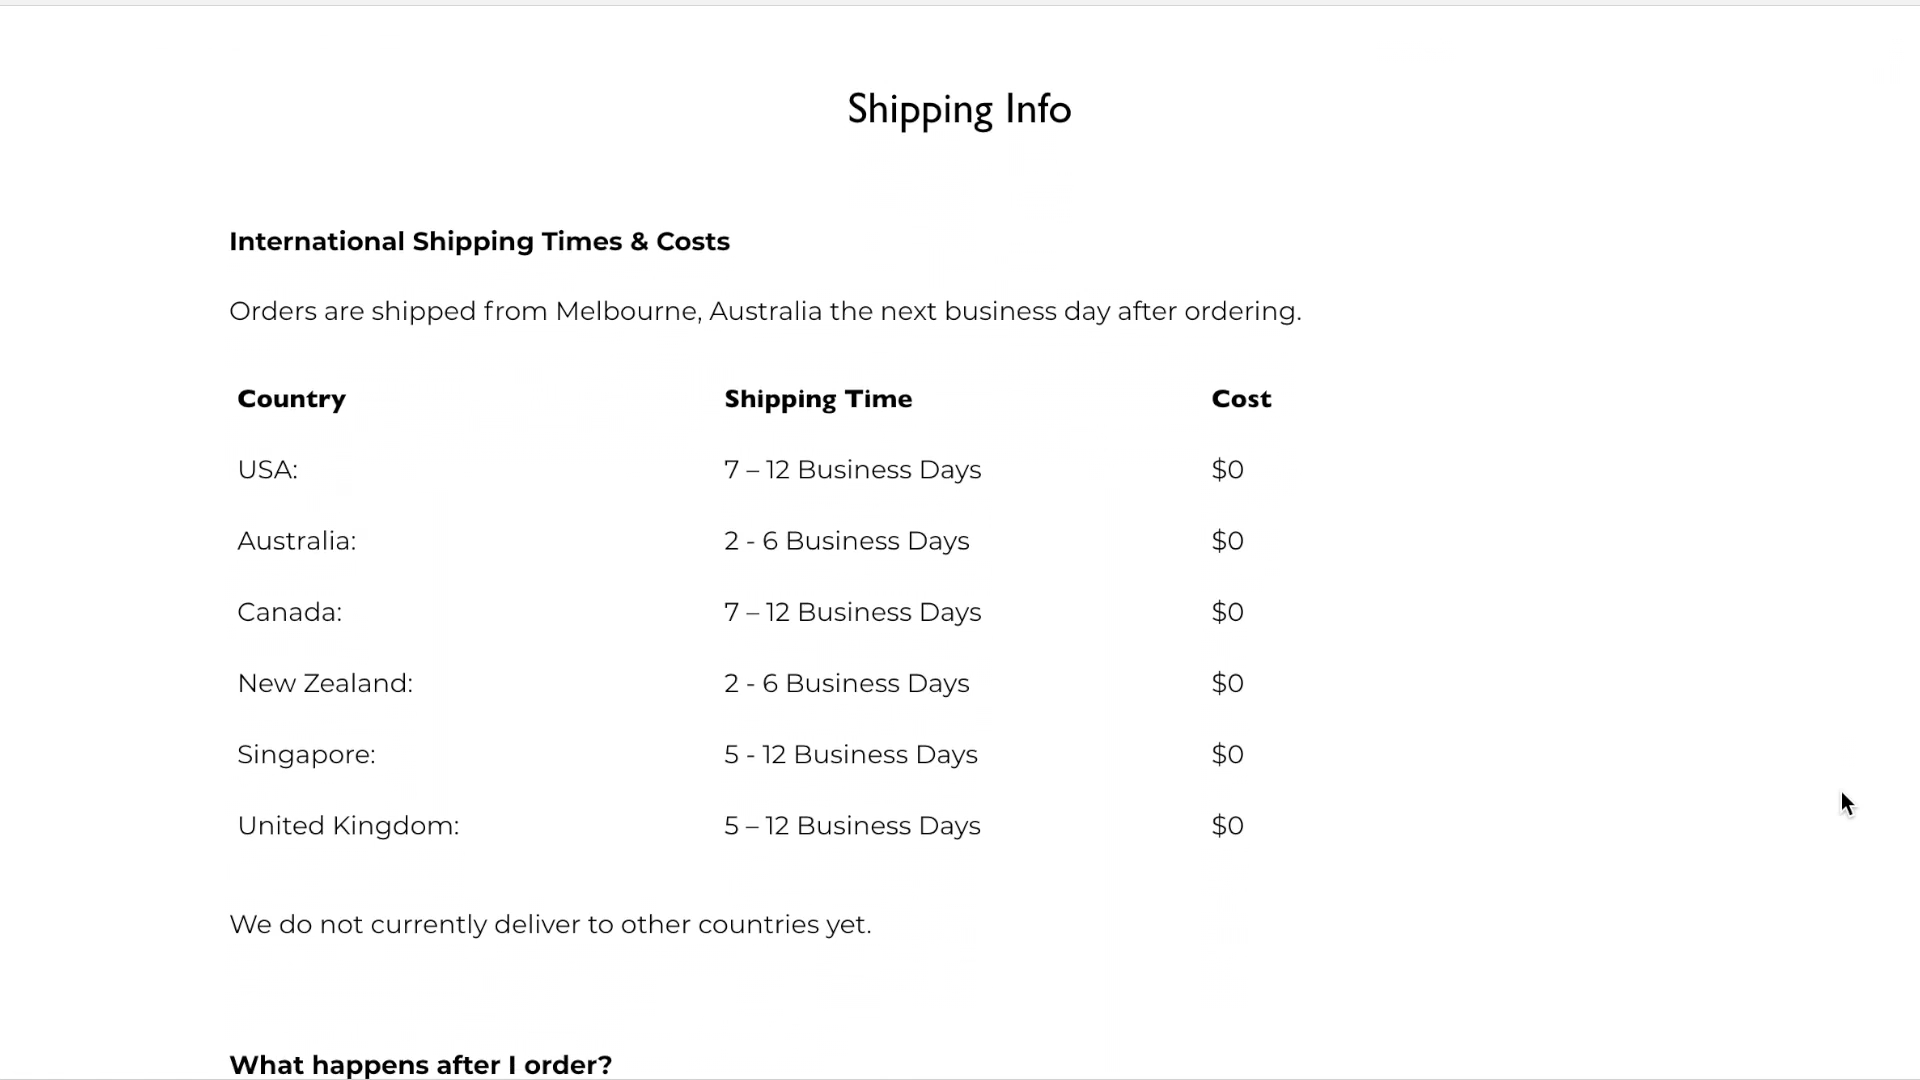 Shipping Info
International Shipping Times & Costs
Orders are shipped from Melbourne, Australia the next business day after ordering.
Country Shipping Time Cost
USA: 7 – 12 Business Days $0
Australia: 2 - 6 Business Days $0
Canada: 7 – 12 Business Days $0
New Zealand: 2 - 6 Business Days $0
Singapore: 5 - 12 Business Days $0
United Kingdom: 5 – 12 Business Days $0
We do not currently deliver to other countries yet.
What happens after I order?